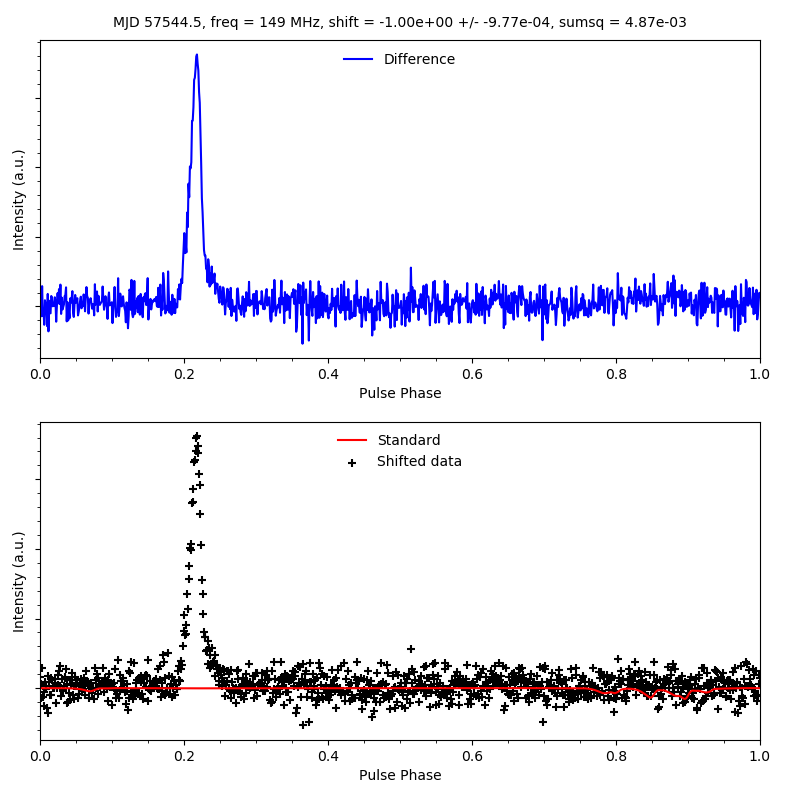 MJD 57544.5, freq = 149 MHz, shift = -1.00e+00 +/- -9.77e-04, sumsq = 4.87e-03
Difference
Intensity (a.u.)
0.0 0.2 0.4 0.6 0.8 1.0
Pulse Phase
Standard
Shifted data
Intensity (a.u.)
0.0 0.2 0.4 0.6 0.8 1.0
Pulse Phase